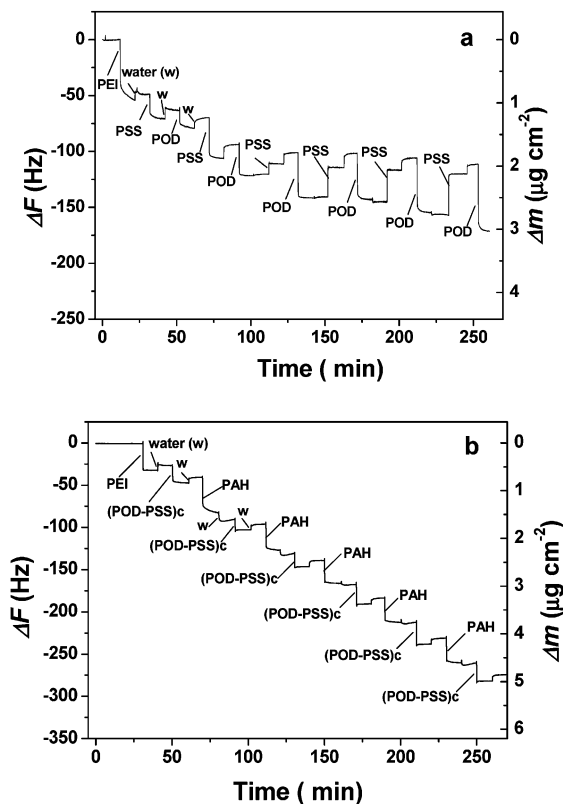 a
ΔF (Hz)
0
-50
-100
-150
-200
-250
PEI
water (w)
PSS
w
POD
w
PSS
POD
PSS
POD
PSS
POD
PSS
POD
PSS
POD
0
1
2
3
4
Δm (µg cm⁻²)
0 50 100 150 200 250
Time ( min)
b
ΔF (Hz)
0
-50
-100
-150
-200
-250
-300
-350
PEI
water (w)
(POD-PSS)c
w
PAH
w
(POD-PSS)c
w
PAH
(POD-PSS)c
PAH
(POD-PSS)c
PAH
(POD-PSS)c
PAH
(POD-PSS)c
0
1
2
3
4
5
6
Δm (µg cm⁻²)
0 50 100 150 200 250
Time (min)